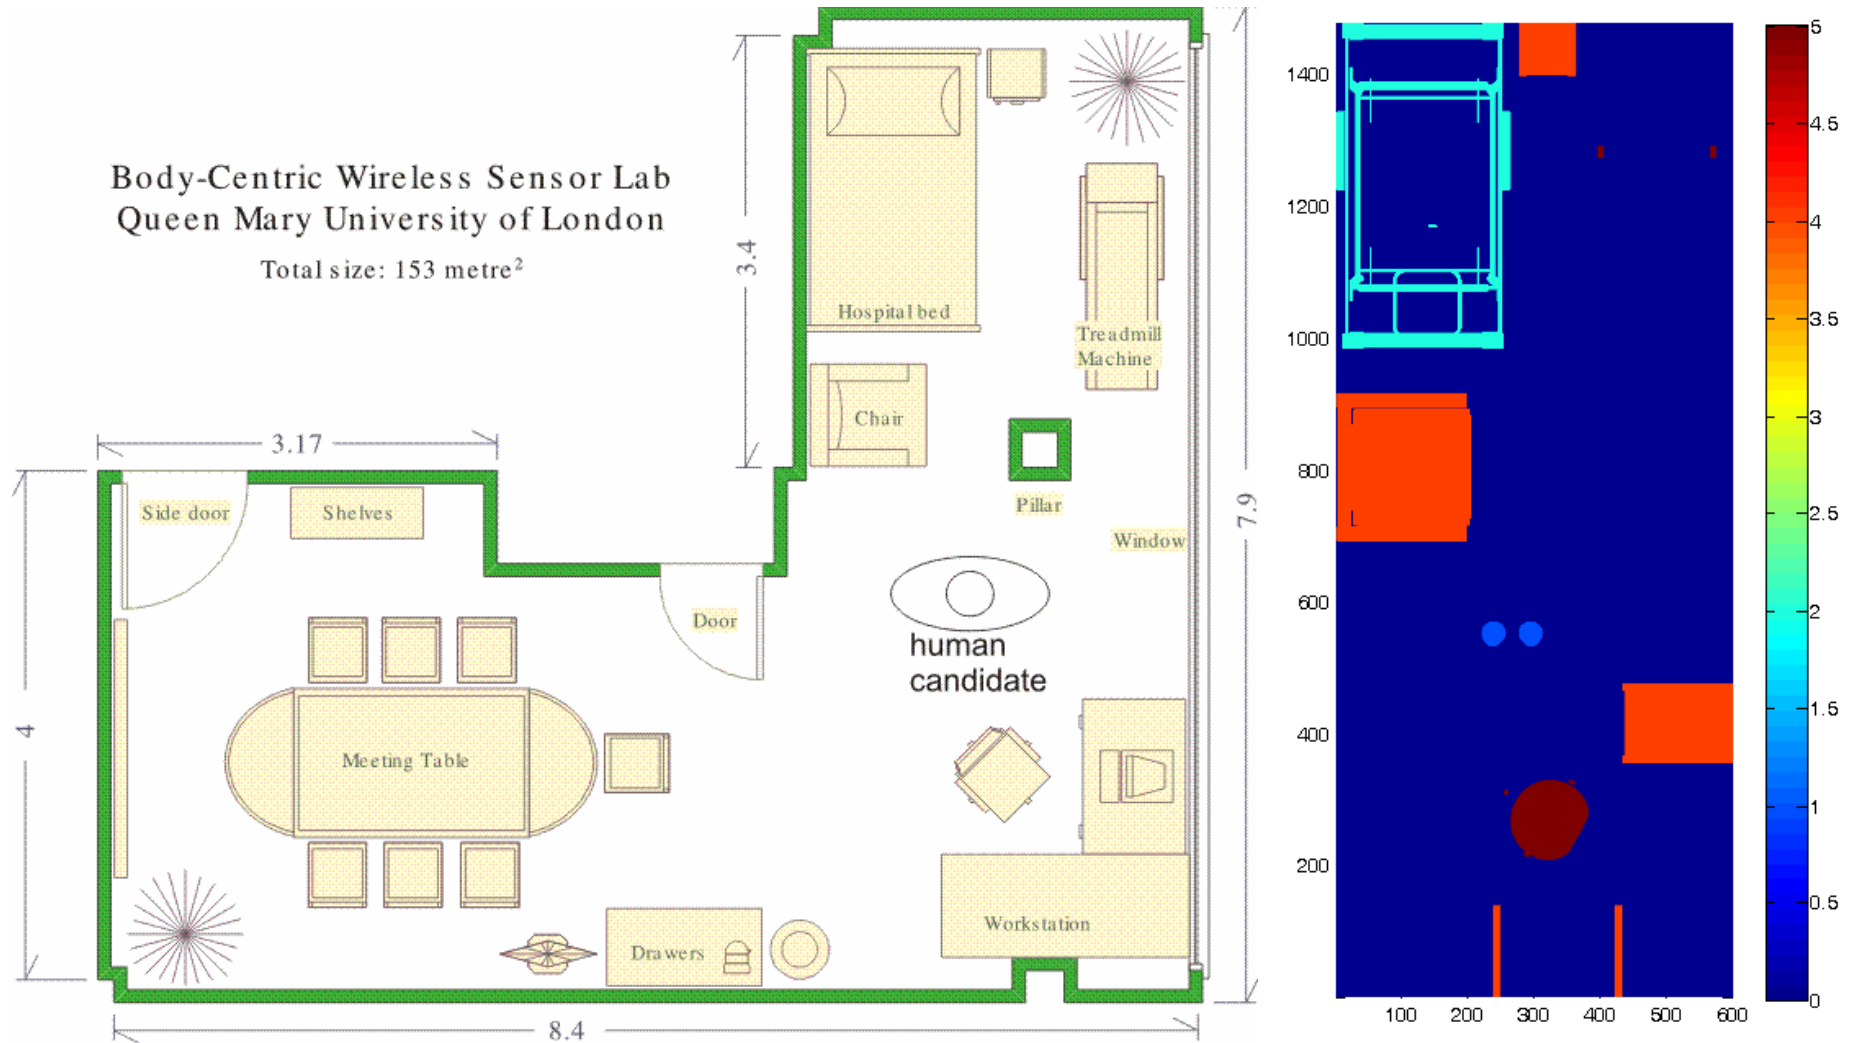 Body-Centric Wireless Sensor Lab
Queen Mary University of London
Total size: 153 metre²
3.4
7.9
3.17
4
8.4
Hospital bed
Treadmill
Machine
Chair
Pillar
Window
Side door
Shelves
Door
human
candidate
Meeting Table
Workstation
Drawers
1400
1200
1000
800
600
400
200
100
200
300
400
500
600
5
4.5
4
3.5
3
2.5
2
1.5
1
0.5
0